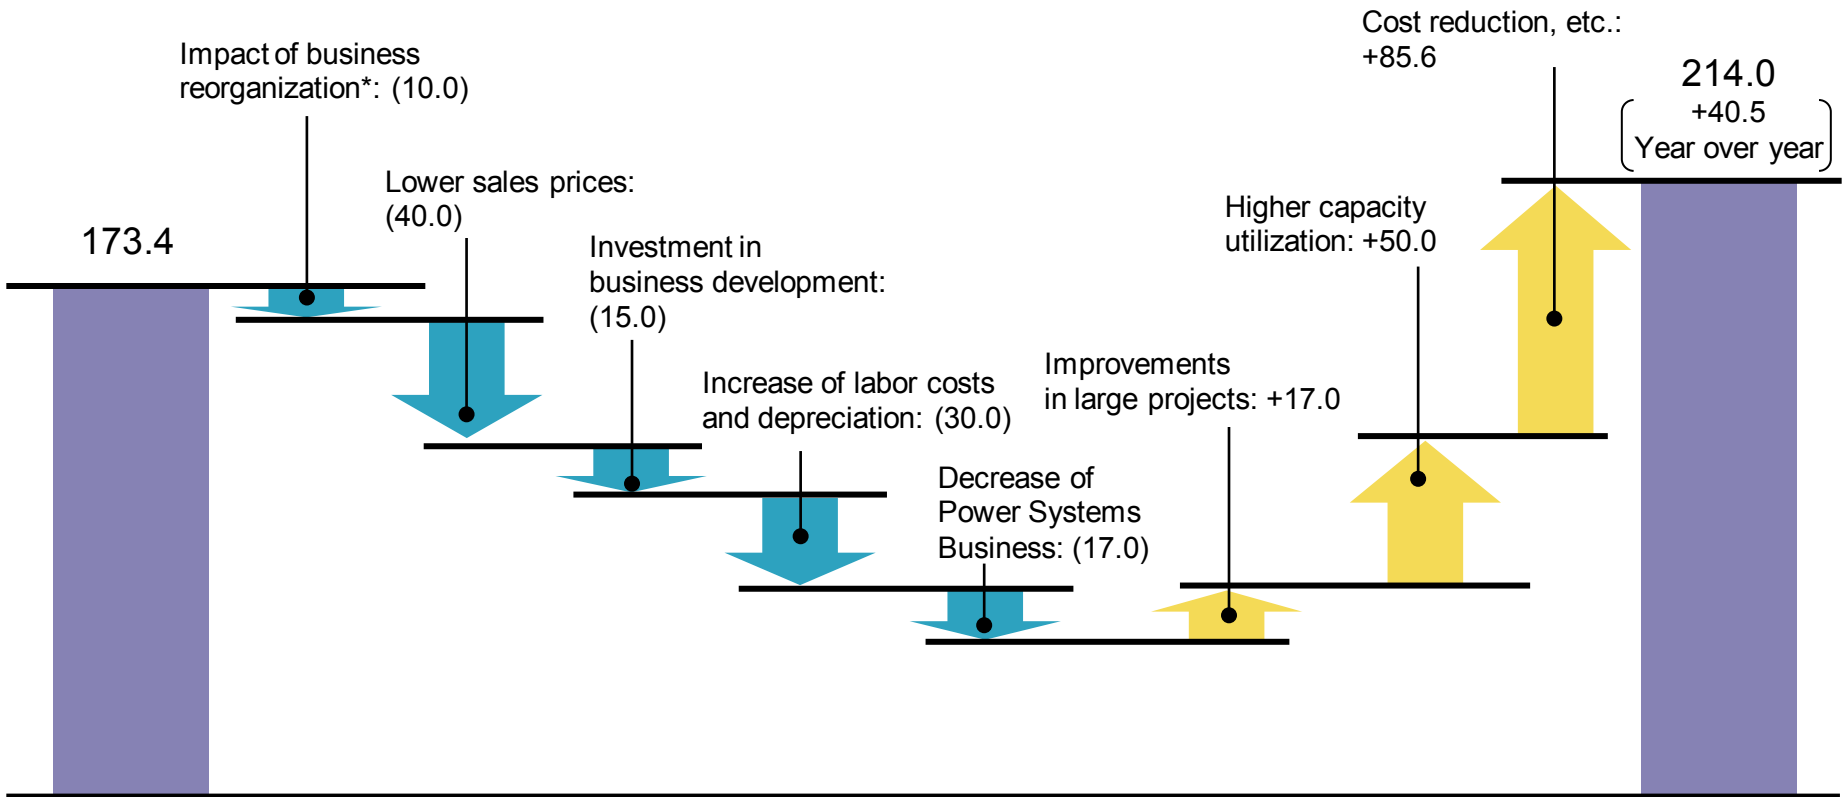 173.4
Impact of business
reorganization*: (10.0)
Lower sales prices:
(40.0)
Investment in
business development:
(15.0)
Increase of labor costs
and depreciation: (30.0)
Decrease of
Power Systems
Business: (17.0)
Improvements
in large projects: +17.0
Higher capacity
utilization: +50.0
Cost reduction, etc.:
+85.6
214.0
+40.5
Year over year